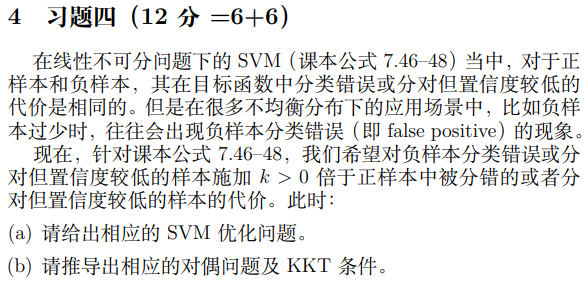 4 习题四（12 分 =6+6）
在线性不可分问题下的 SVM（课本公式 7.46–48）当中，对于正
样本和负样本，其在目标函数中分类错误或分对但置信度较低的
代价是相同的。但是在很多不均衡分布下的应用场景中，比如负样
本过少时，往往会出现负样本分类错误（即 false positive）的现象。
现在，针对课本公式 7.46–48，我们希望对负样本分类错误或分
对但置信度较低的样本施加 k > 0 倍于正样本中被分错的或者分
对但置信度较低的样本的代价。此时：
(a) 请给出相应的 SVM 优化问题。
(b) 请推导出相应的对偶问题及 KKT 条件。